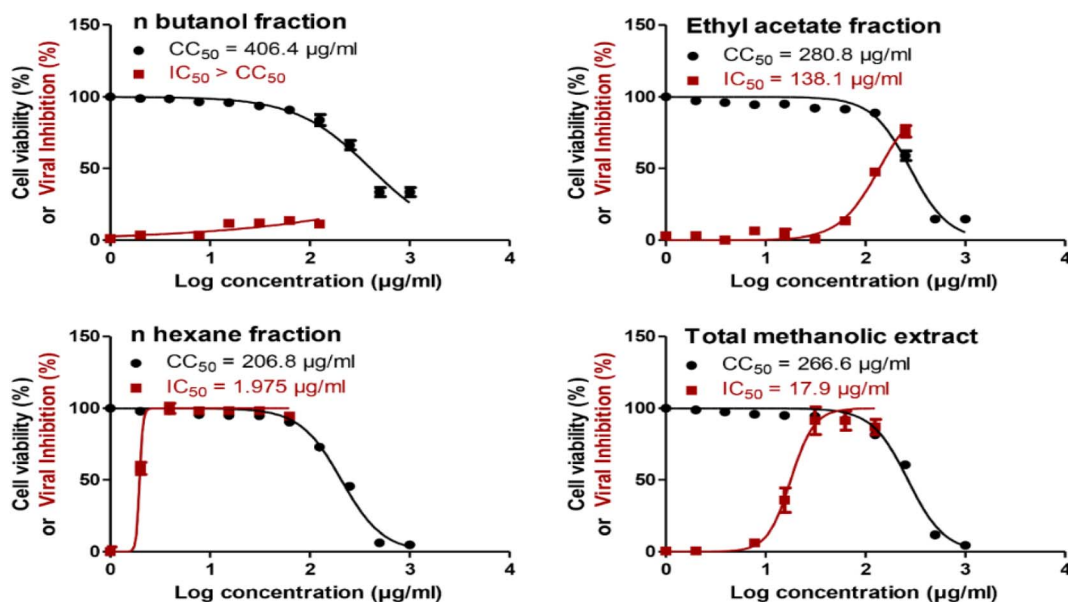 n butanol fraction
CC50 = 406.4 µg/ml
IC50 > CC50
Cell viability (%)
or Viral Inhibition (%)
150
100
50
0
0 1 2 3 4
Log concentration (µg/ml)
Ethyl acetate fraction
CC50 = 280.8 µg/ml
IC50 = 138.1 µg/ml
Cell viability (%)
or Viral Inhibition (%)
150
100
50
0
0 1 2 3 4
Log concentration (µg/ml)
n hexane fraction
CC50 = 206.8 µg/ml
IC50 = 1.975 µg/ml
Cell viability (%)
or Viral Inhibition (%)
150
100
50
0
0 1 2 3 4
Log concentration (µg/ml)
Total methanolic extract
CC50 = 266.6 µg/ml
IC50 = 17.9 µg/ml
Cell viability (%)
or Viral Inhibition (%)
150
100
50
0
0 1 2 3 4
Log concentration (µg/ml)